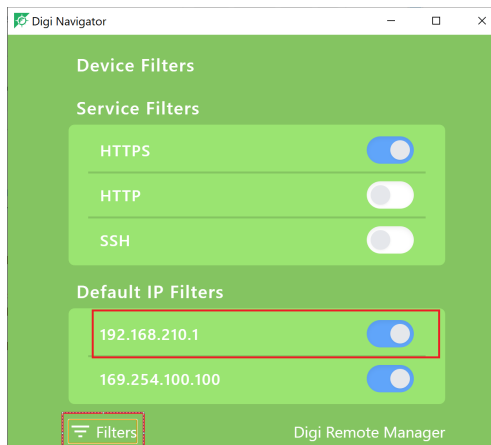 Digi Navigator
Device Filters
Service Filters
HTTPS
HTTP
SSH
Default IP Filters
192.168.210.1
169.254.100.100
Filters Digi Remote Manager